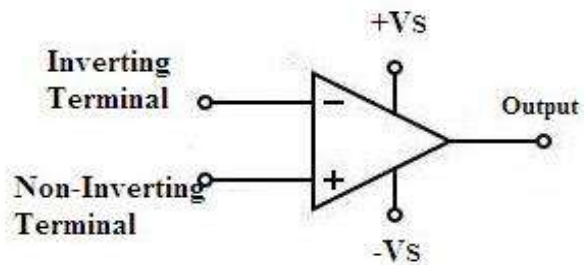 +Vs
Inverting
Terminal
−
Output
+
Non-Inverting
Terminal
-Vs